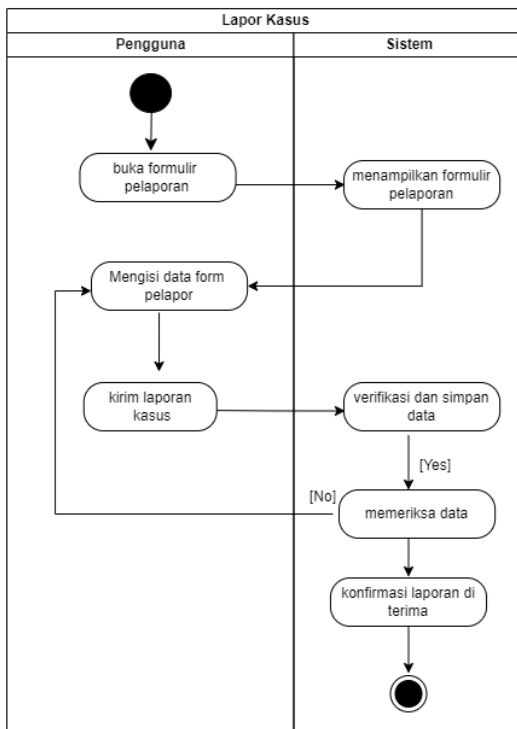 Lapor Kasus
Pengguna
Sistem
buka formulir
pelaporan
menampilkan formulir
pelaporan
Mengisi data form
pelapor
kirim laporan
kasus
verifikasi dan simpan
data
[Yes]
[No]
memeriksa data
konfirmasi laporan di
terima